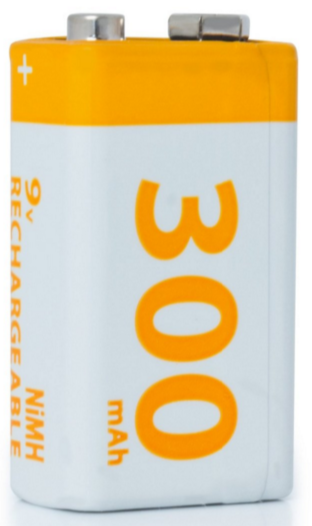 +
9v
RECHARGEABLE
NiMH
300
mAh